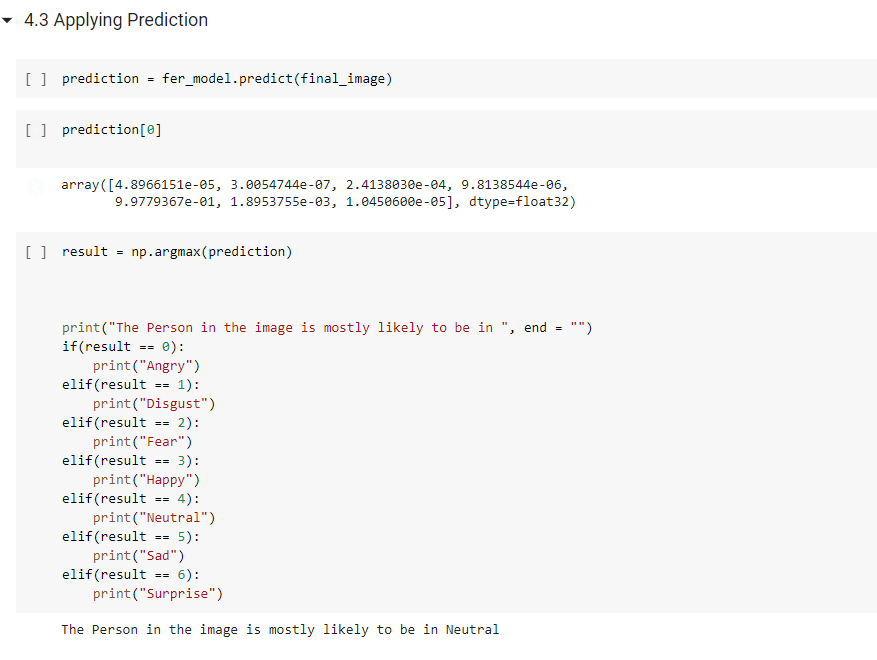 4.3 Applying Prediction
[ ] prediction = fer_model.predict(final_image)
[ ] prediction[0]
array([4.8966151e-05, 3.0054744e-07, 2.4138030e-04, 9.8138544e-06,
       9.9779367e-01, 1.8953755e-03, 1.0450600e-05], dtype=float32)
[ ] result = np.argmax(prediction)
print("The Person in the image is mostly likely to be in ", end = "")
if(result == 0):
    print("Angry")
elif(result == 1):
    print("Disgust")
elif(result == 2):
    print("Fear")
elif(result == 3):
    print("Happy")
elif(result == 4):
    print("Neutral")
elif(result == 5):
    print("Sad")
elif(result == 6):
    print("Surprise")
The Person in the image is mostly likely to be in Neutral